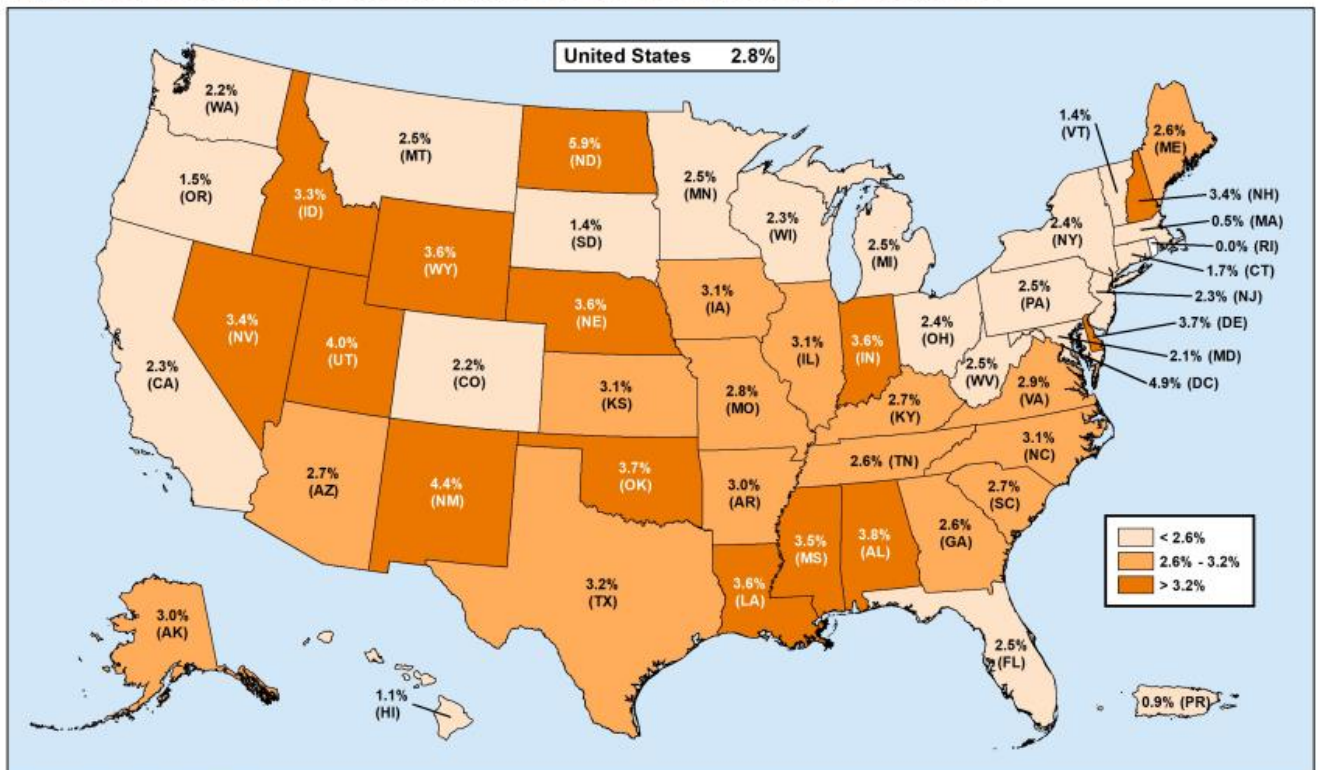 United States 2.8%
2.2%
(WA)
2.5%
(MT)
5.9%
(ND)
2.5%
(MN)
1.4%
(VT)
2.6%
(ME)
1.5%
(OR)
3.3%
(ID)
3.6%
(WY)
1.4%
(SD)
2.3%
(WI)
2.5%
(MI)
2.4%
(NY)
3.4% (NH)
0.5% (MA)
0.0% (RI)
1.7% (CT)
2.3% (NJ)
3.7% (DE)
2.1% (MD)
4.9% (DC)
2.3%
(CA)
3.4%
(NV)
4.0%
(UT)
2.2%
(CO)
3.6%
(NE)
3.1%
(IA)
3.1%
(IL)
3.6%
(IN)
2.4%
(OH)
2.5%
(PA)
2.5%
(WV)
2.9%
(VA)
3.1%
(KS)
2.8%
(MO)
2.7%
(KY)
3.1%
(NC)
2.7%
(AZ)
4.4%
(NM)
3.7%
(OK)
3.0%
(AR)
2.6% (TN)
2.7%
(SC)
3.2%
(TX)
3.6%
(LA)
3.5%
(MS)
3.8%
(AL)
2.6%
(GA)
< 2.6%
2.6% - 3.2%
> 3.2%
3.0%
(AK)
1.1%
(HI)
2.5%
(FL)
0.9% (PR)